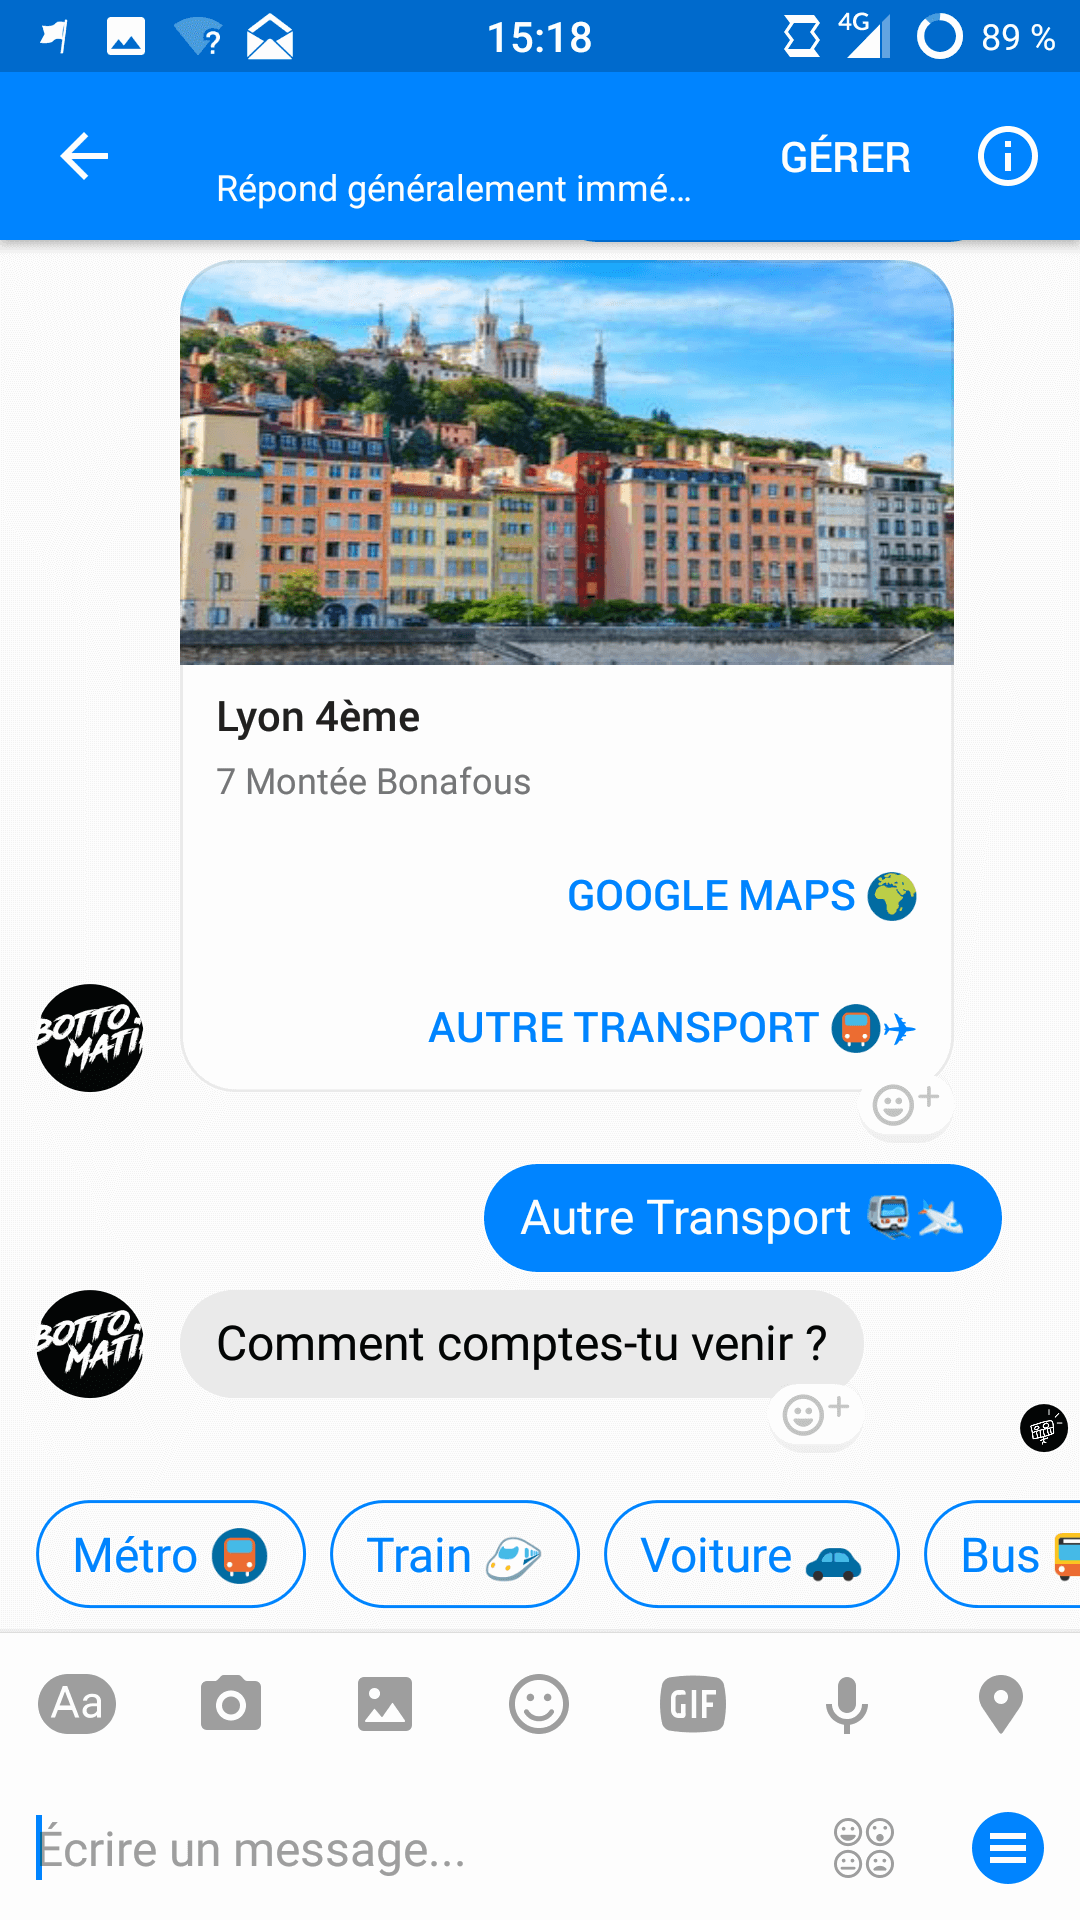 15:18
4G
89 %
GÉRER
Répond généralement immé...
Lyon 4ème
7 Montée Bonafous
GOOGLE MAPS
AUTRE TRANSPORT
BOTTO
MATI
Autre Transport
BOTTO
MATI
Comment comptes-tu venir ?
Métro
Train
Voiture
Bus
Aa
GIF
Écrire un message...